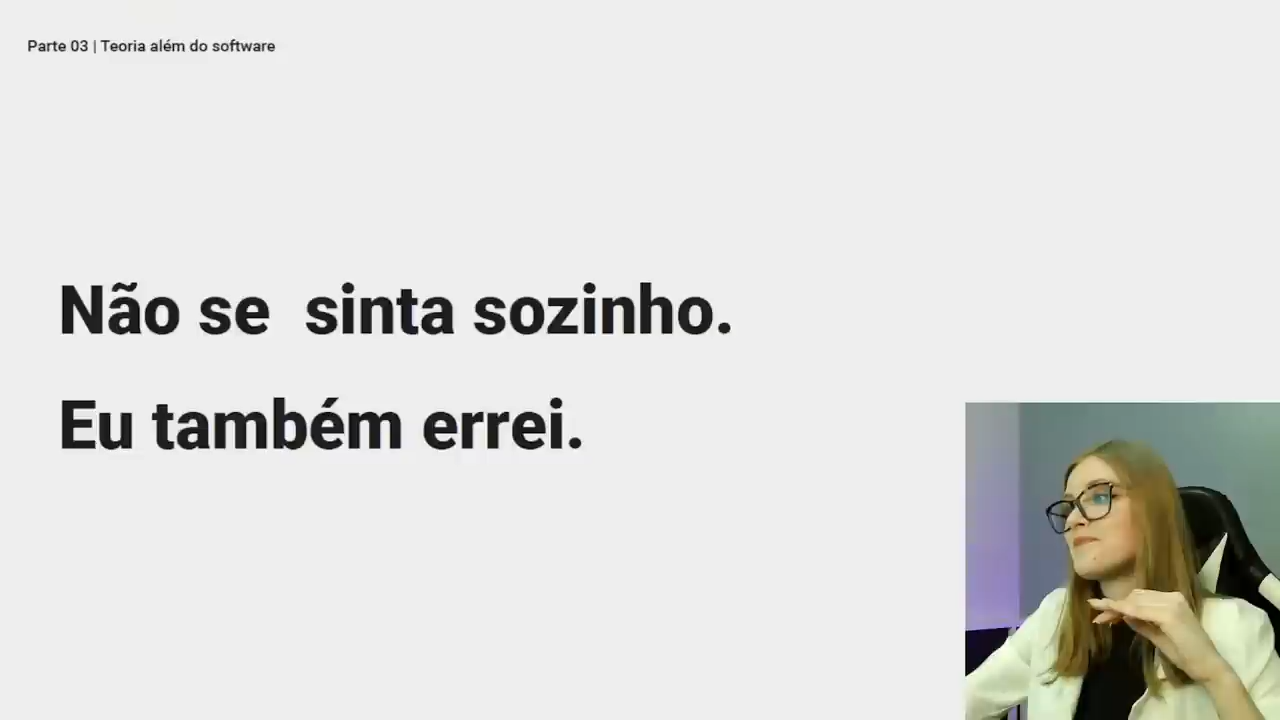 Parte 03 | Teoria além do software
Não se  sinta sozinho.
Eu também errei.